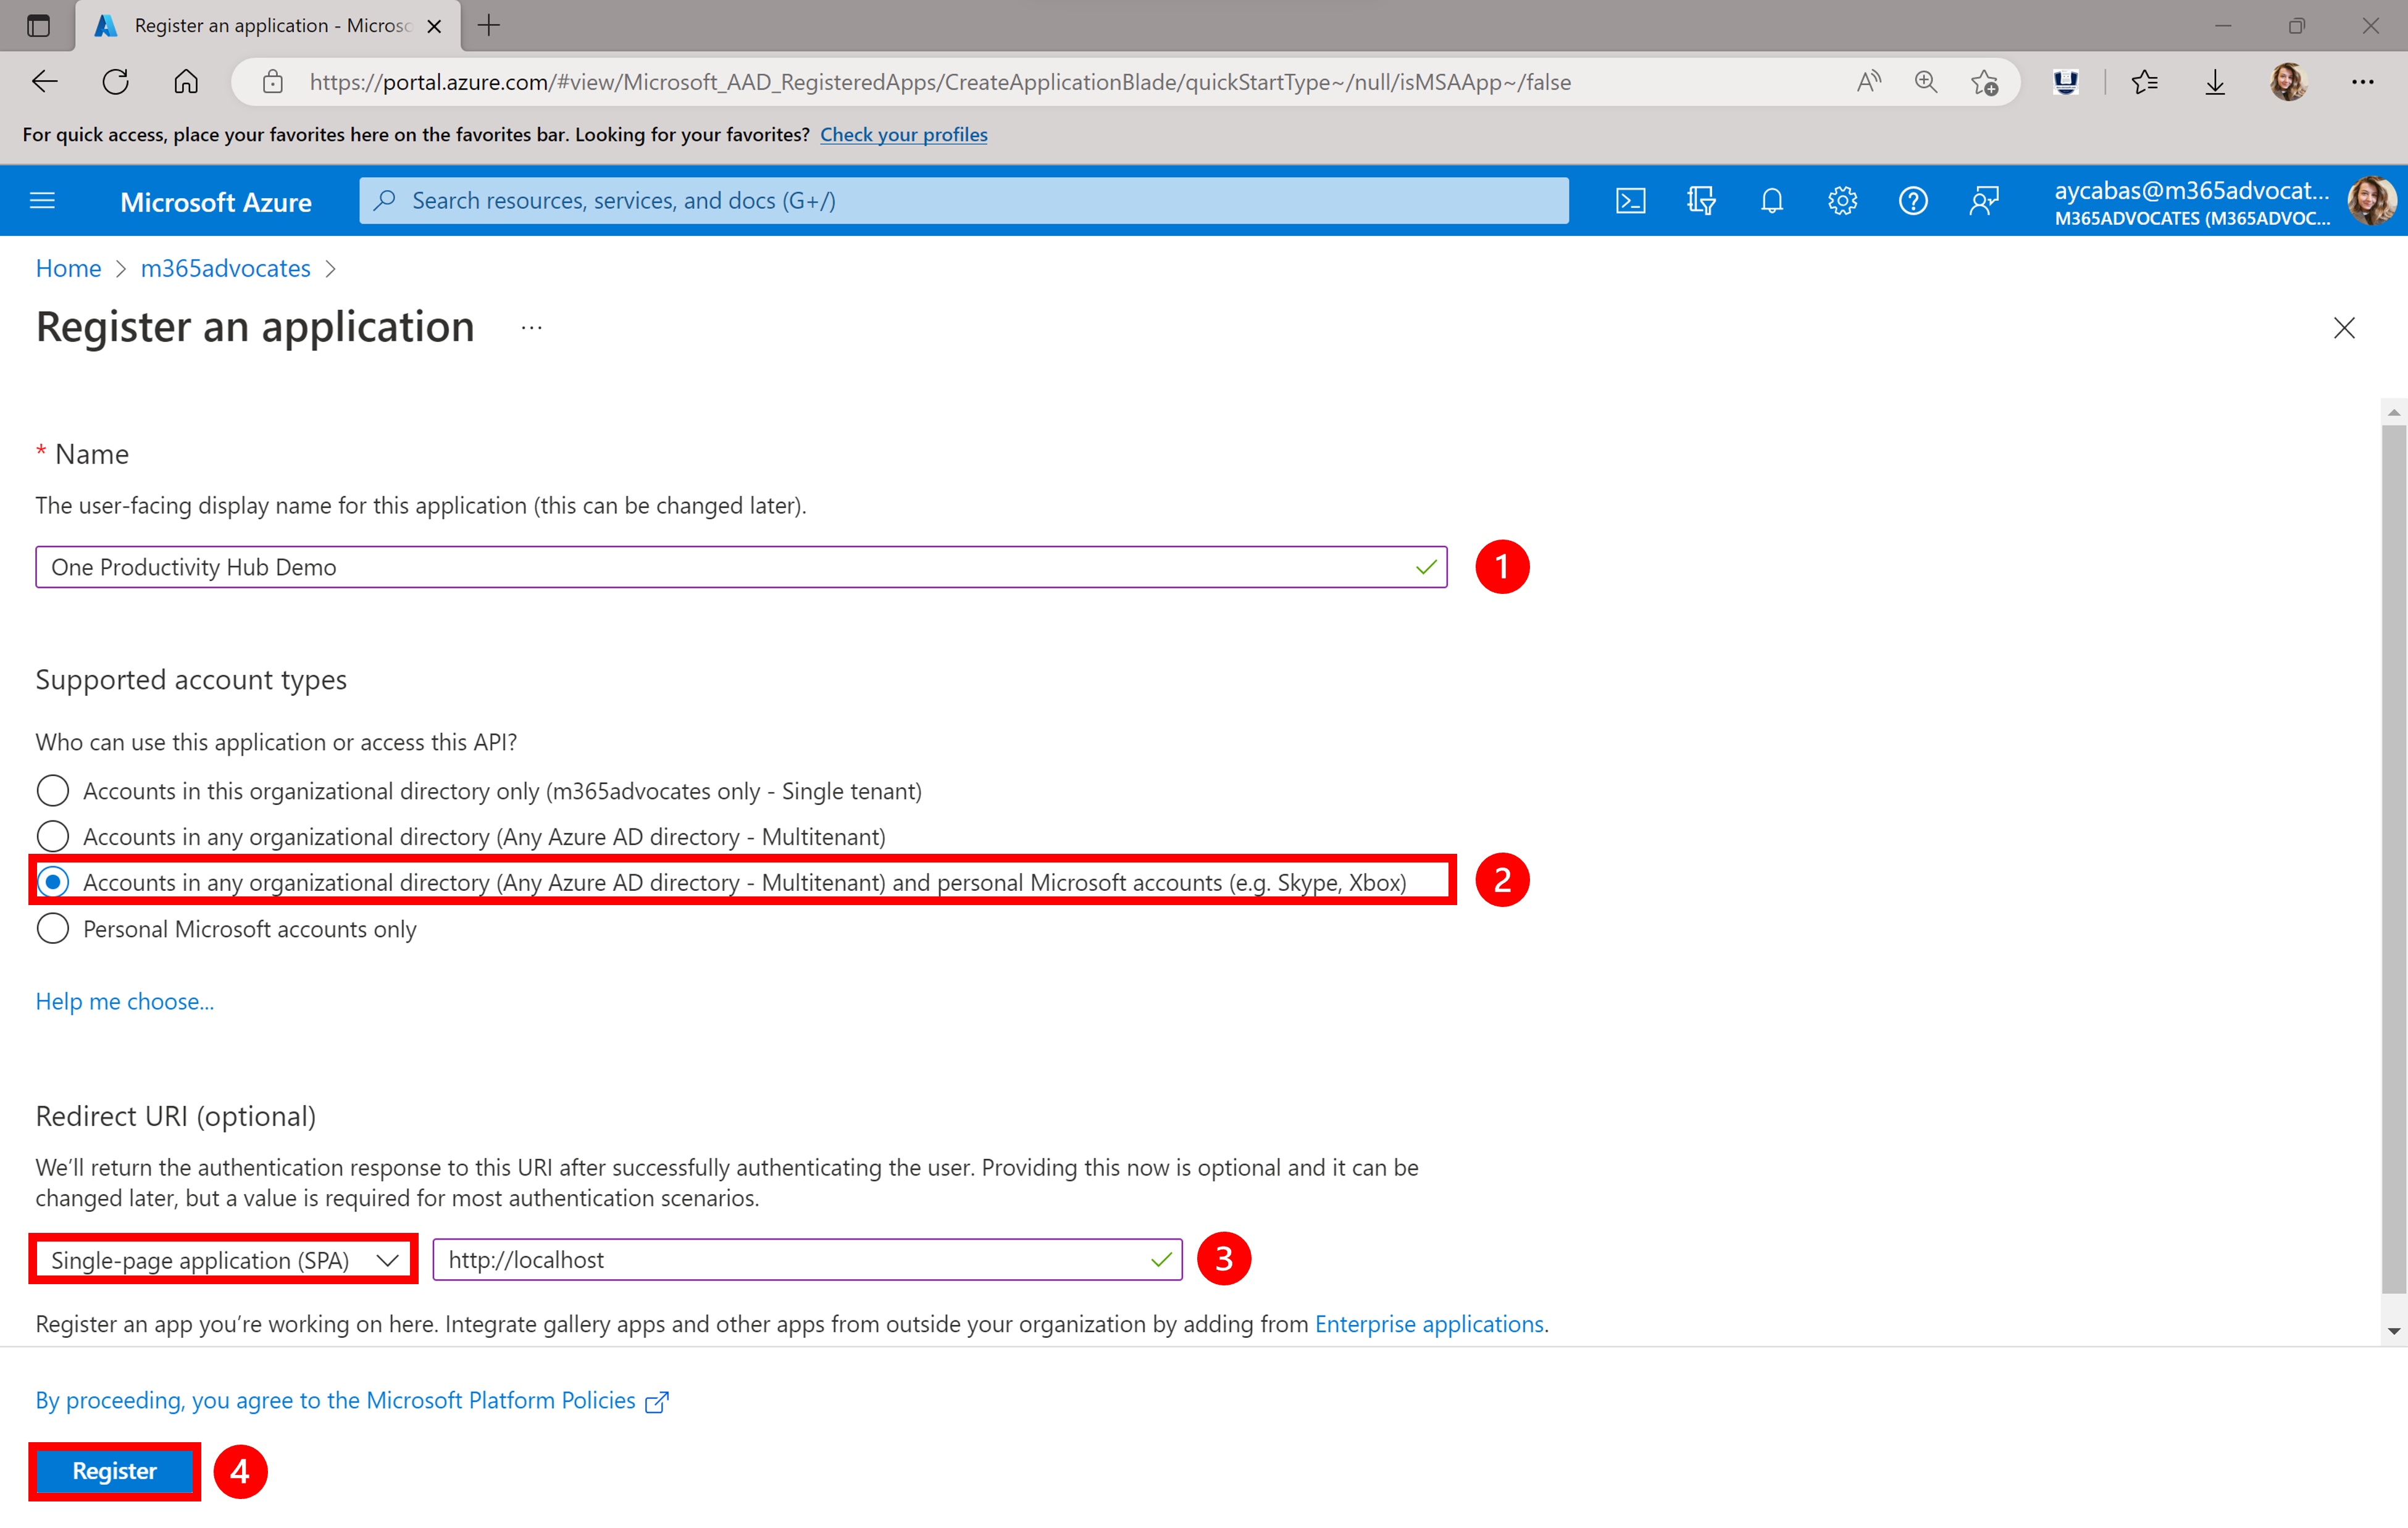 Register an application - Microsc
https://portal.azure.com/#view/Microsoft_AAD_RegisteredApps/CreateApplicationBlade/quickStartType~/null/isMSAApp~/false
For quick access, place your favorites here on the favorites bar. Looking for your favorites? Check your profiles
Microsoft Azure
Search resources, services, and docs (G+/)
aycabas@m365advocat...
M365ADVOCATES (M365ADVOC...
Home > m365advocates >
Register an application ...
* Name
The user-facing display name for this application (this can be changed later).
One Productivity Hub Demo
1
Supported account types
Who can use this application or access this API?
Accounts in this organizational directory only (m365advocates only - Single tenant)
Accounts in any organizational directory (Any Azure AD directory - Multitenant)
Accounts in any organizational directory (Any Azure AD directory - Multitenant) and personal Microsoft accounts (e.g. Skype, Xbox)
2
Personal Microsoft accounts only
Help me choose...
Redirect URI (optional)
We'll return the authentication response to this URI after successfully authenticating the user. Providing this now is optional and it can be
changed later, but a value is required for most authentication scenarios.
Single-page application (SPA)
http://localhost
3
Register an app you're working on here. Integrate gallery apps and other apps from outside your organization by adding from Enterprise applications.
By proceeding, you agree to the Microsoft Platform Policies
Register
4